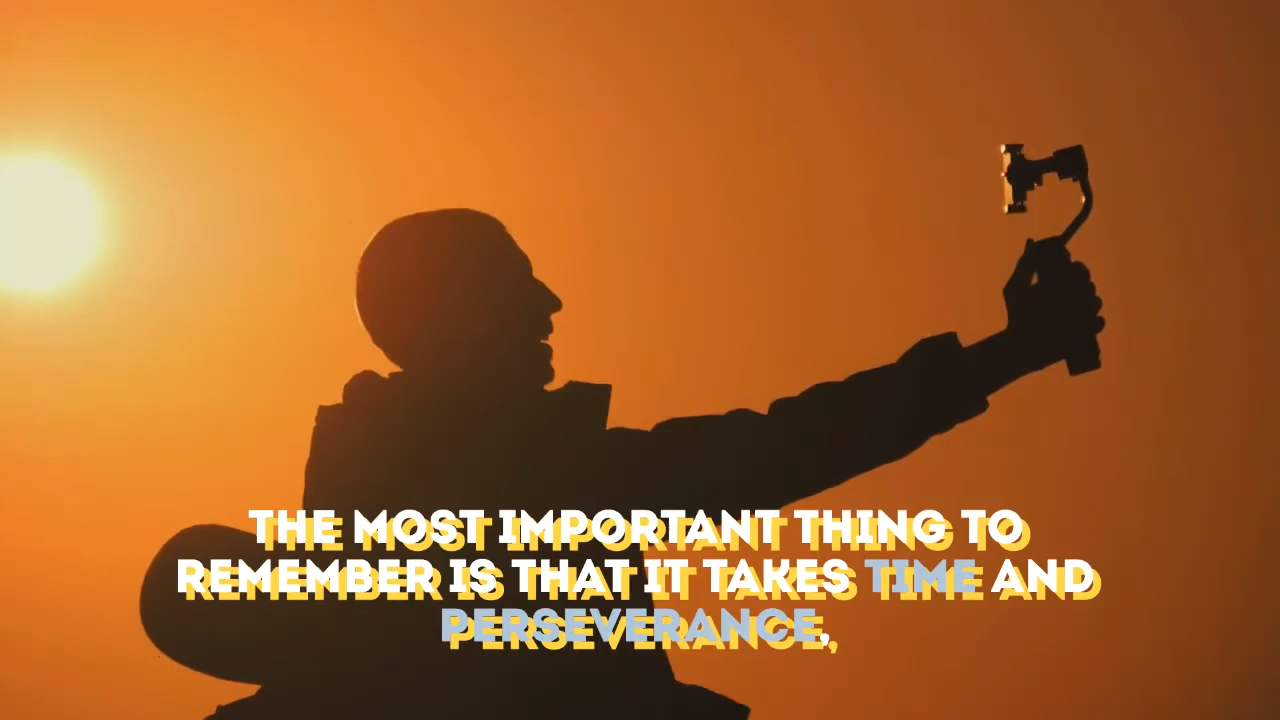 THE MOST IMPORTANT THING TO
REMEMBER IS THAT IT TAKES TIME AND
PERSEVERANCE,